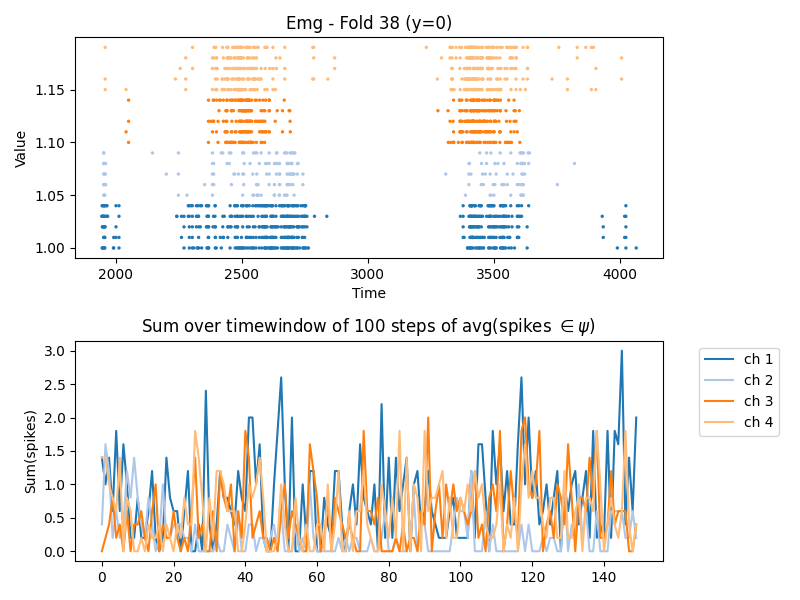 Emg - Fold 38 (y=0)
Value
1.15
1.10
1.05
1.00
2000 2500 3000 3500 4000
Time
Sum over timewindow of 100 steps of avg(spikes ∈ψ)
Sum(spikes)
3.0
2.5
2.0
1.5
1.0
0.5
0.0
0 20 40 60 80 100 120 140
ch 1
ch 2
ch 3
ch 4